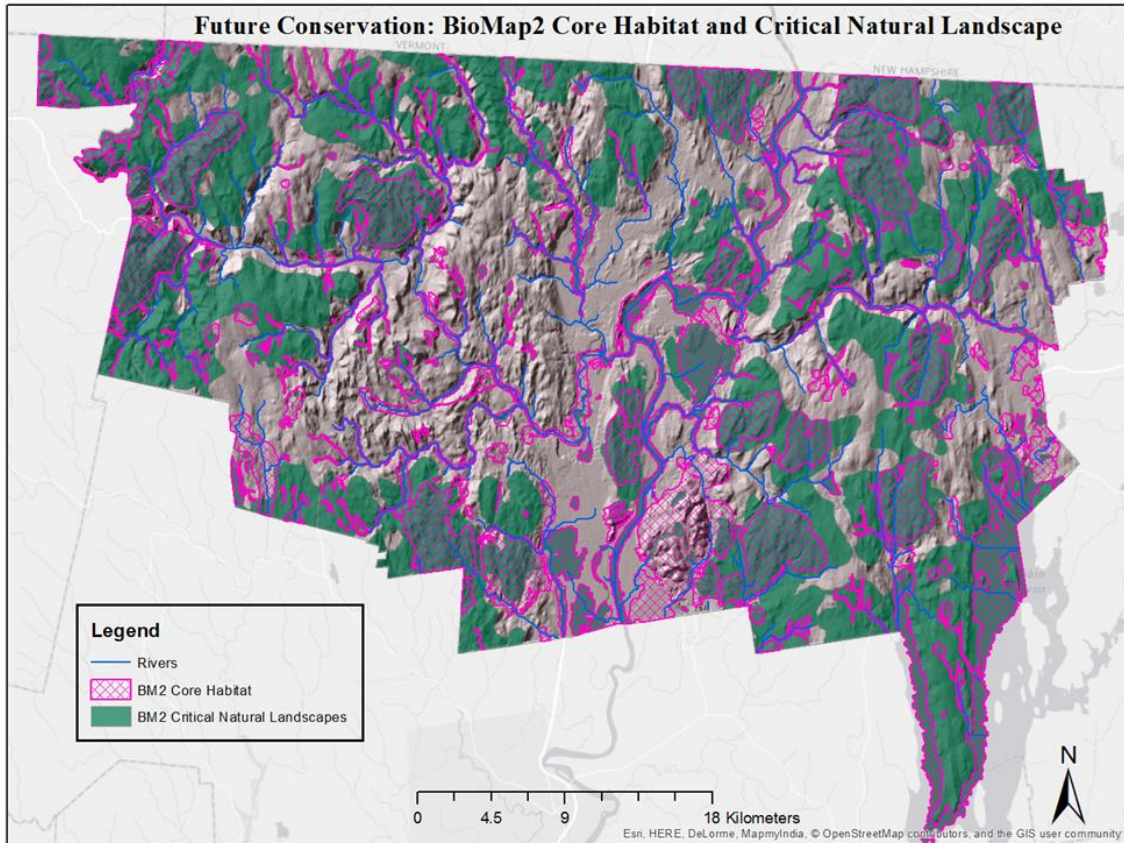 Future Conservation: BioMap2 Core Habitat and Critical Natural Landscape
VERMONT
NEW HAMPSHIRE
Legend
Rivers
BM2 Core Habitat
BM2 Critical Natural Landscapes
N
0 4.5 9 18 Kilometers
Esri, HERE, DeLorme, MapmyIndia, © OpenStreetMap contributors, and the GIS user community